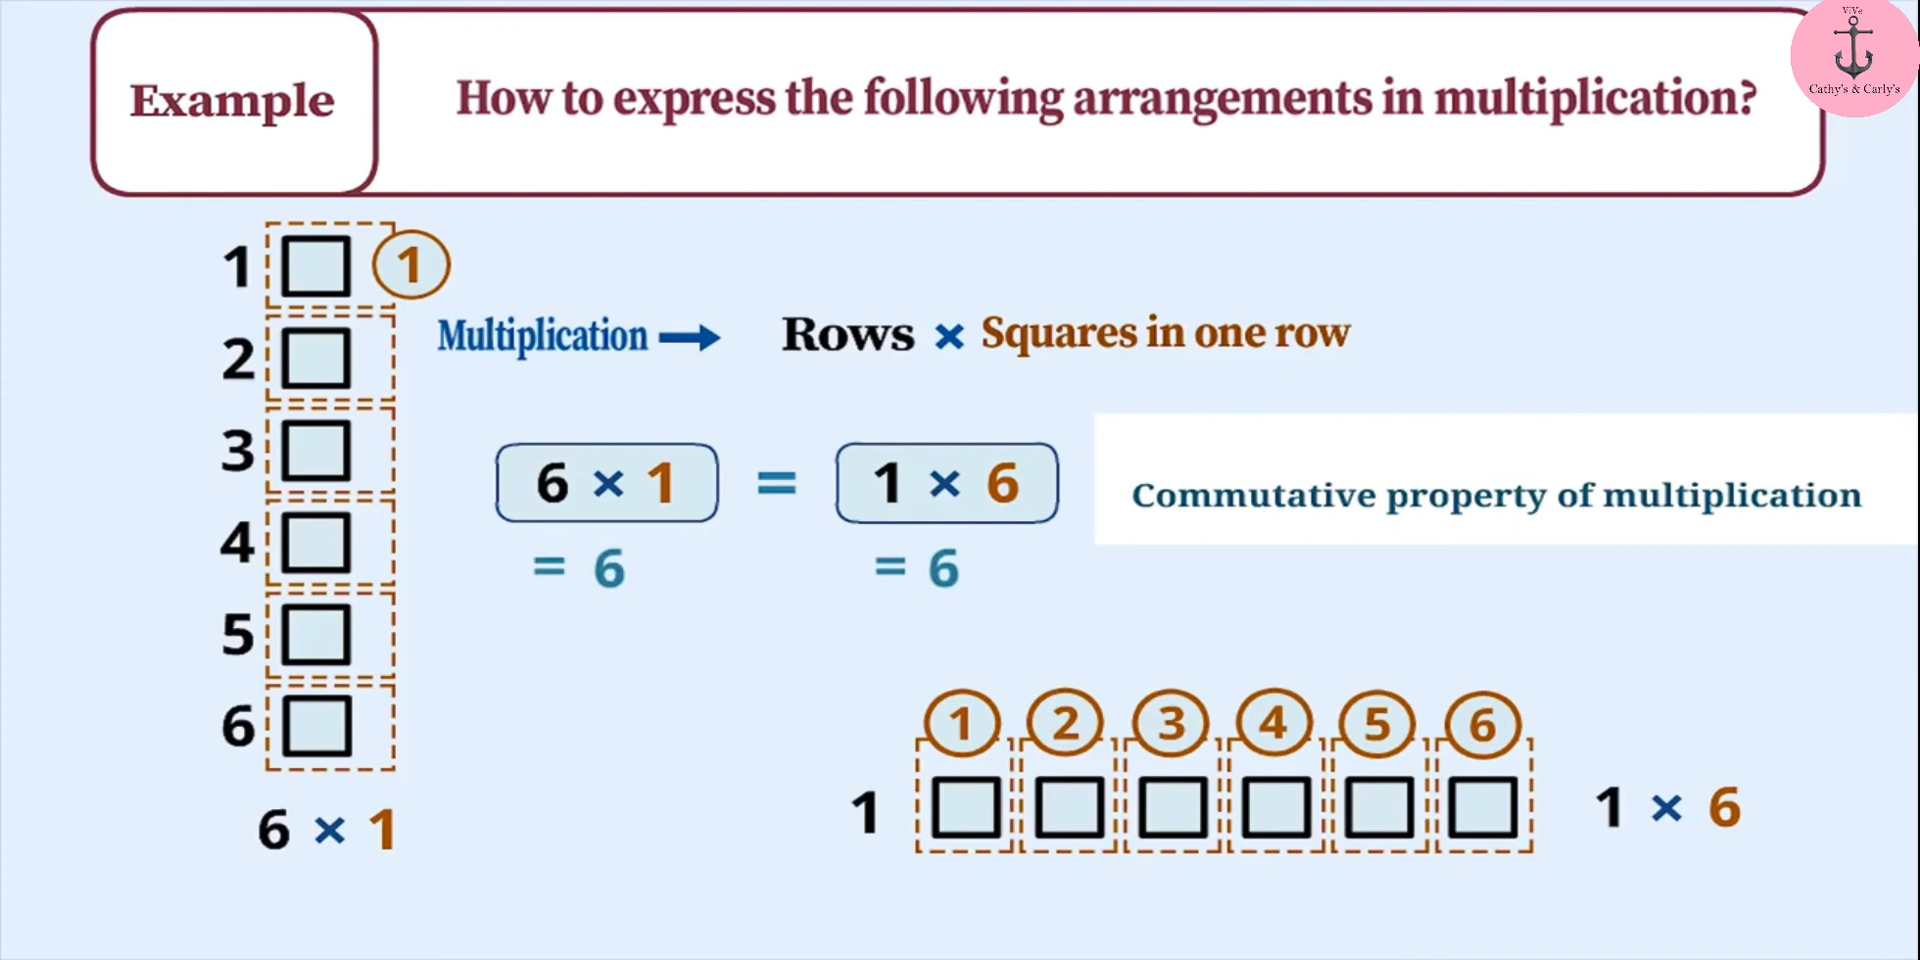 Example
How to express the following arrangements in multiplication?
ViVe
Cathy's & Carly's
1
1
2
3
4
5
6
6 × 1
Multiplication → Rows × Squares in one row
6 × 1 = 1 × 6
= 6 = 6
Commutative property of multiplication
1 2 3 4 5 6
1
1 × 6